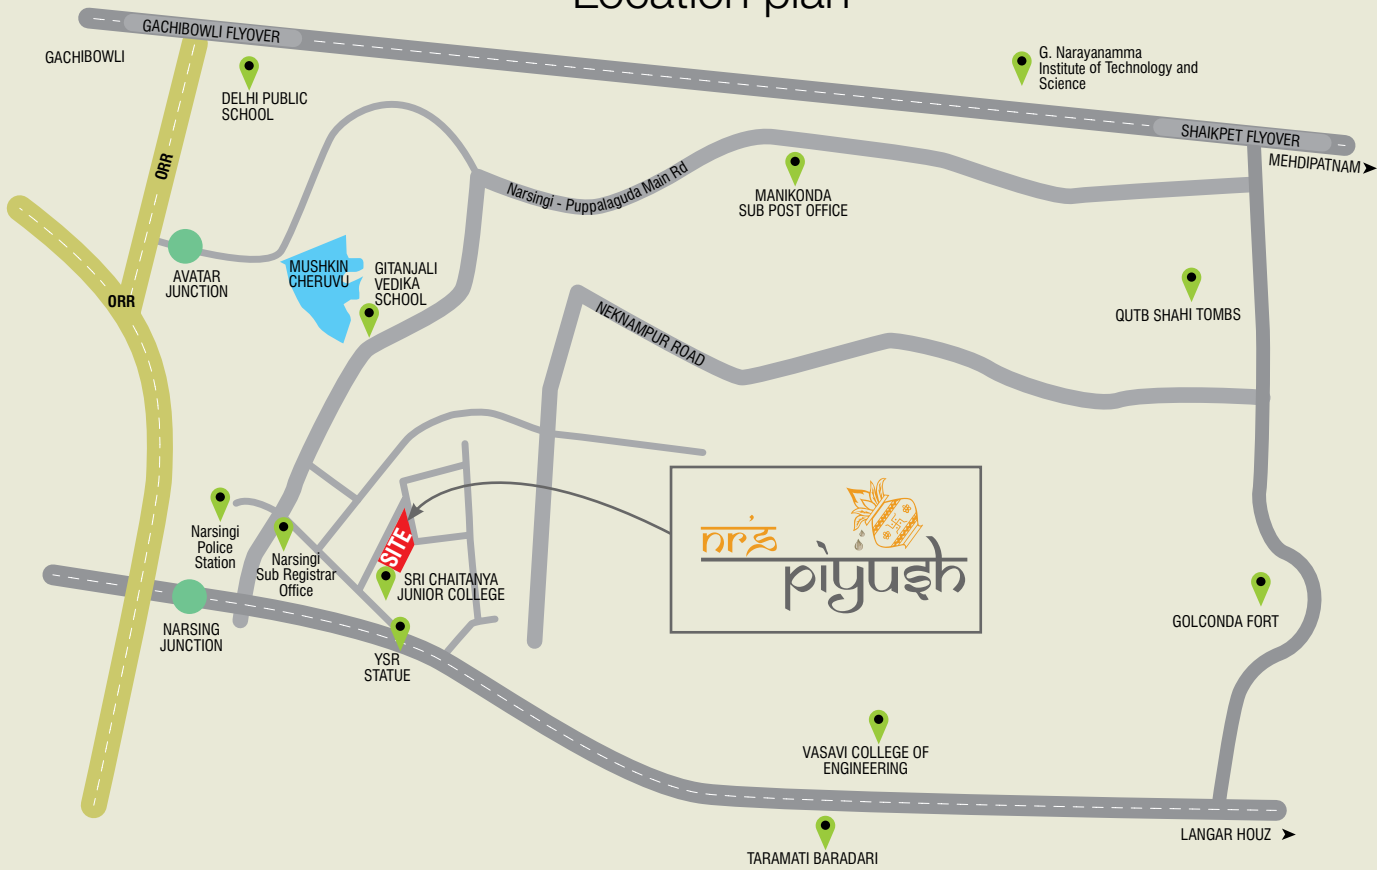 Location plan
GACHIBOWLI FLYOVER
GACHIBOWLI
DELHI PUBLIC
SCHOOL
G. Narayanamma
Institute of Technology and
Science
SHAIKPET FLYOVER
MEHDIPATNAM
ORR
Narsingi - Puppalaguda Main Rd
MANIKONDA
SUB POST OFFICE
AVATAR
JUNCTION
MUSHKIN
CHERUVU
GITANJALI
VEDIKA
SCHOOL
ORR
NEKNAMPUR ROAD
QUTB SHAHI TOMBS
Narsingi
Police
Station
Narsingi
Sub Registrar
Office
SITE
SRI CHAITANYA
JUNIOR COLLEGE
nr's
piyush
GOLCONDA FORT
NARSING
JUNCTION
YSR
STATUE
VASAVI COLLEGE OF
ENGINEERING
LANGAR HOUZ
TARAMATI BARADARI